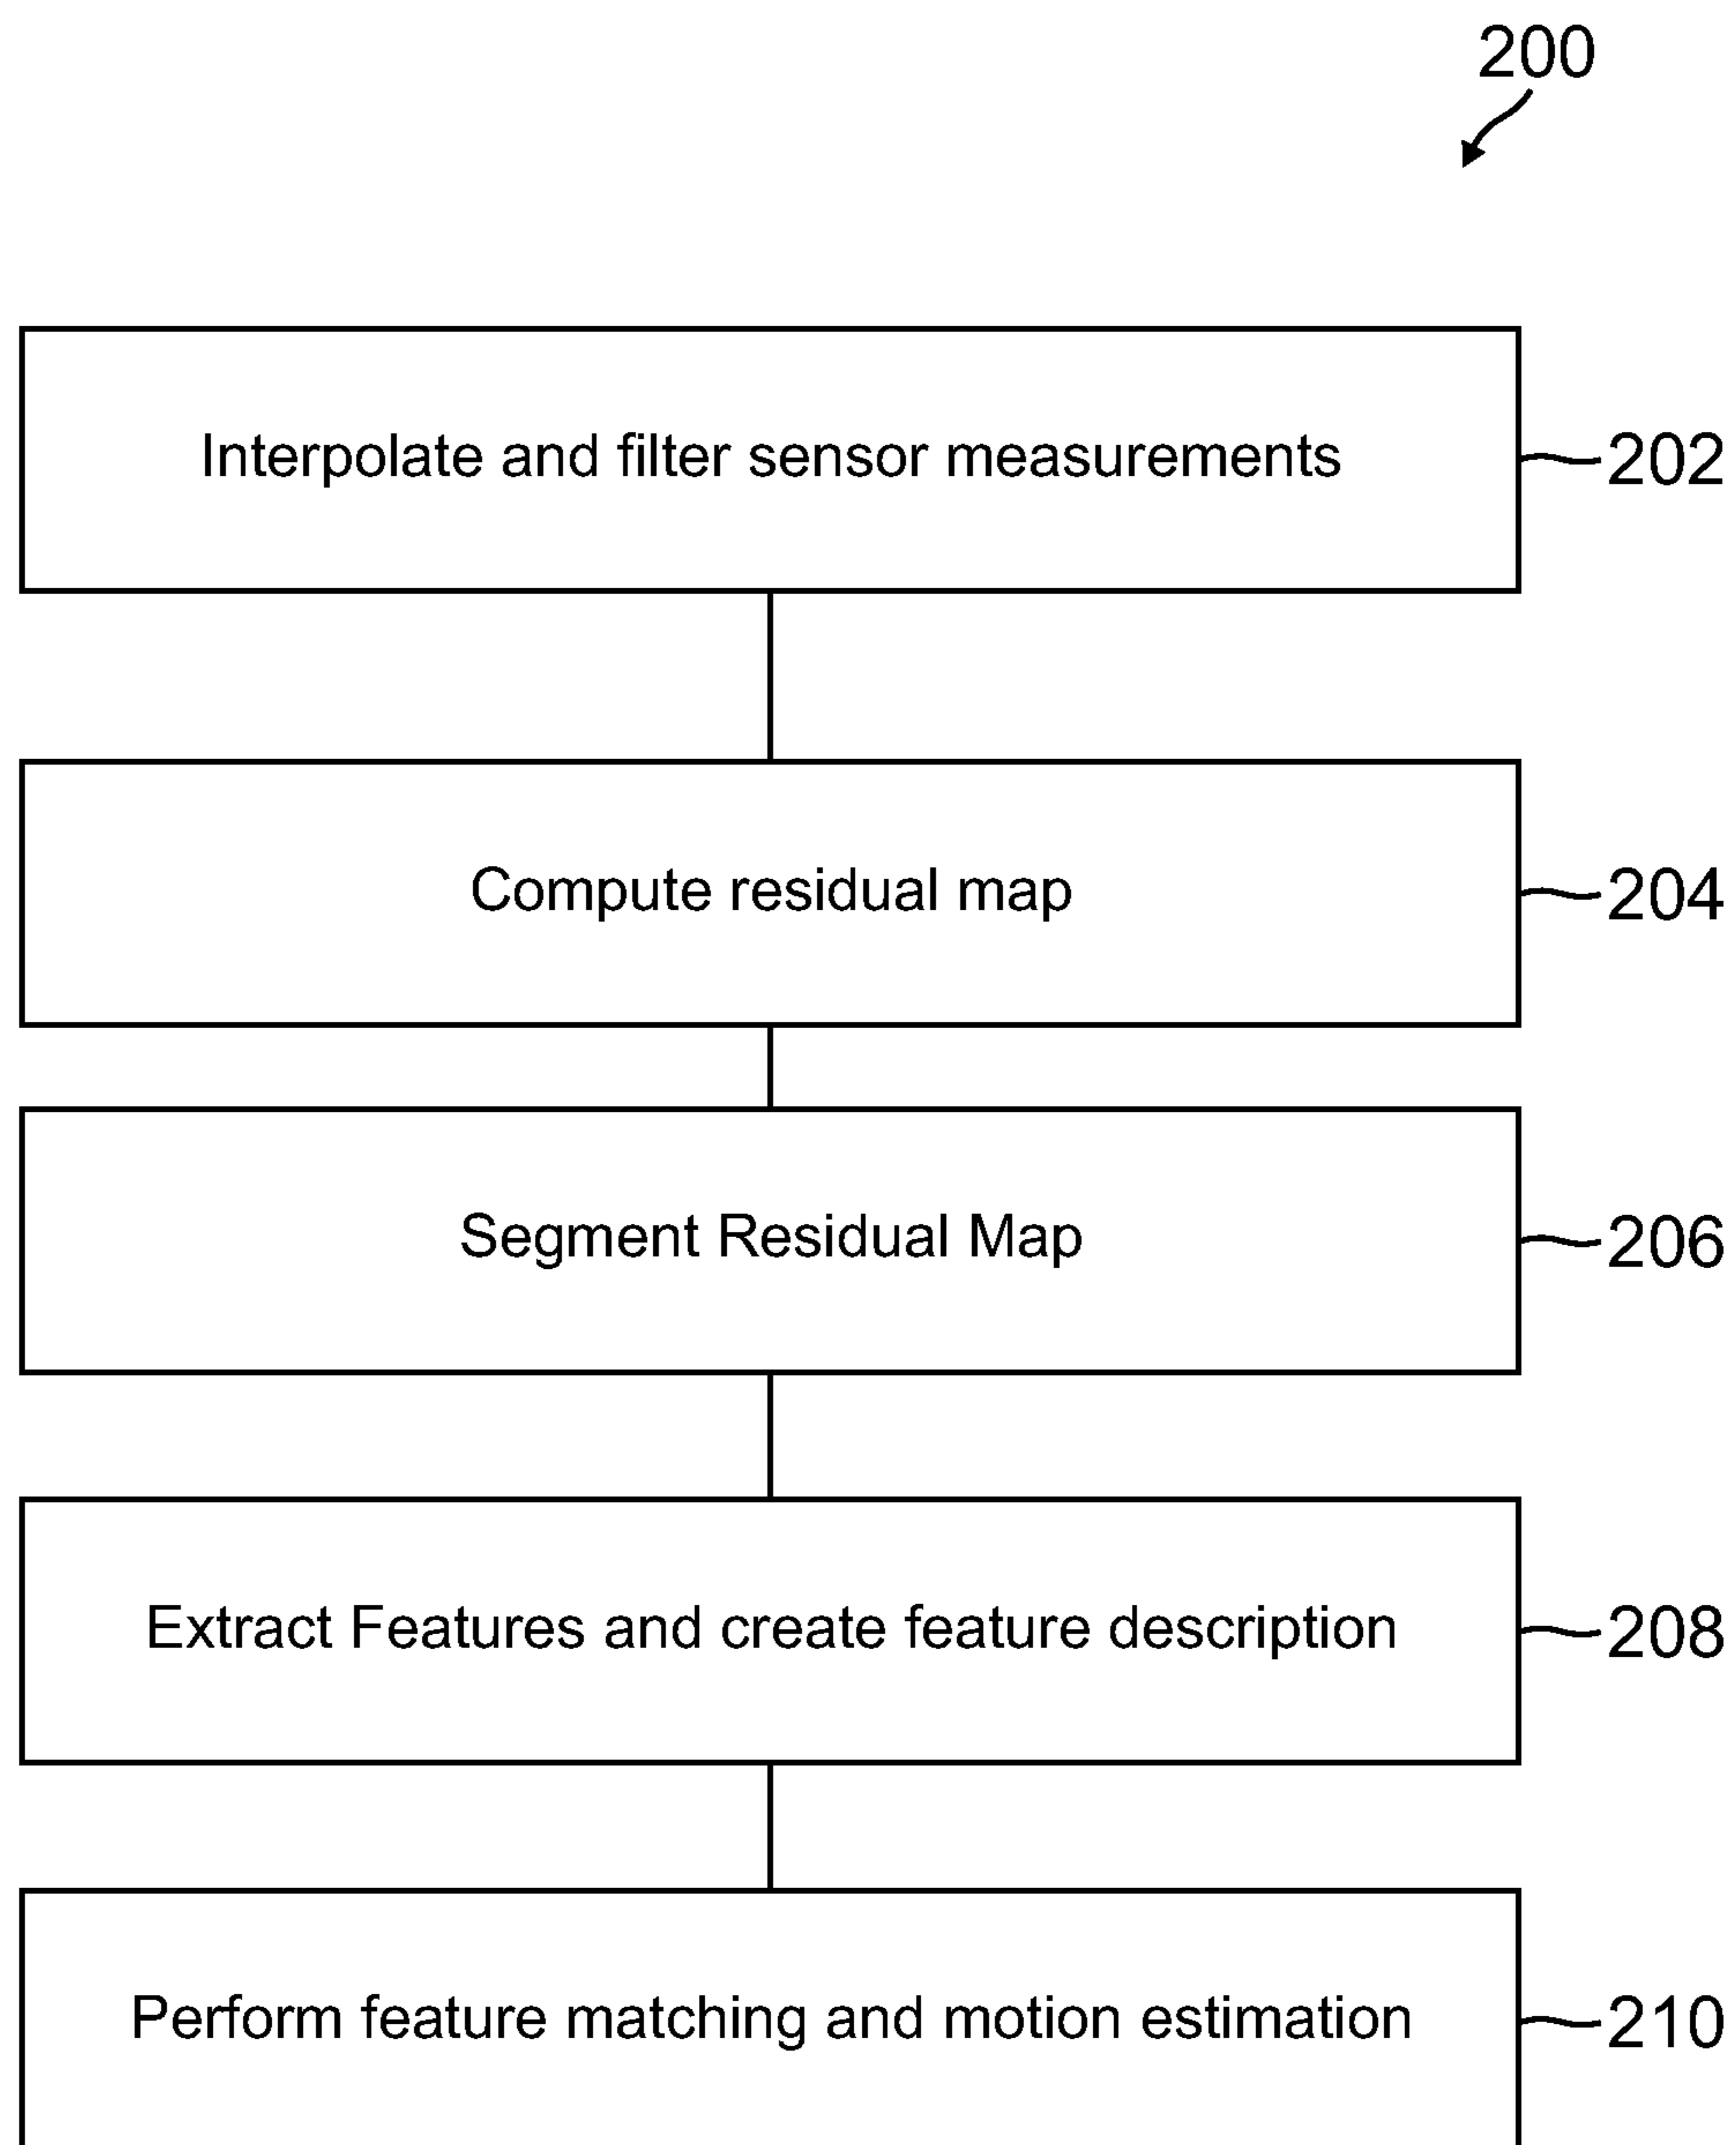 200
Interpolate and filter sensor measurements
202
Compute residual map
204
Segment Residual Map
206
Extract Features and create feature description
208
Perform feature matching and motion estimation
210